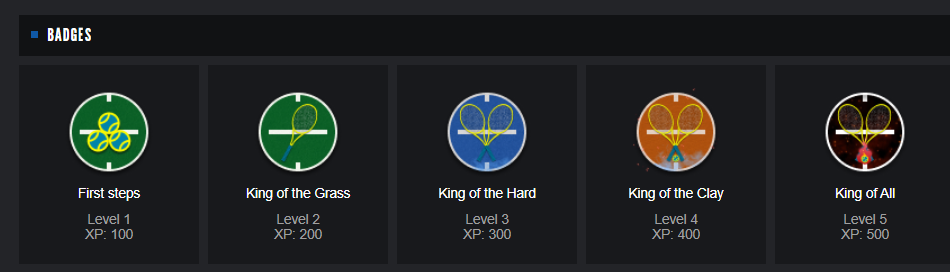 BADGES
First steps
Level 1
XP: 100
King of the Grass
Level 2
XP: 200
King of the Hard
Level 3
XP: 300
King of the Clay
Level 4
XP: 400
King of All
Level 5
XP: 500